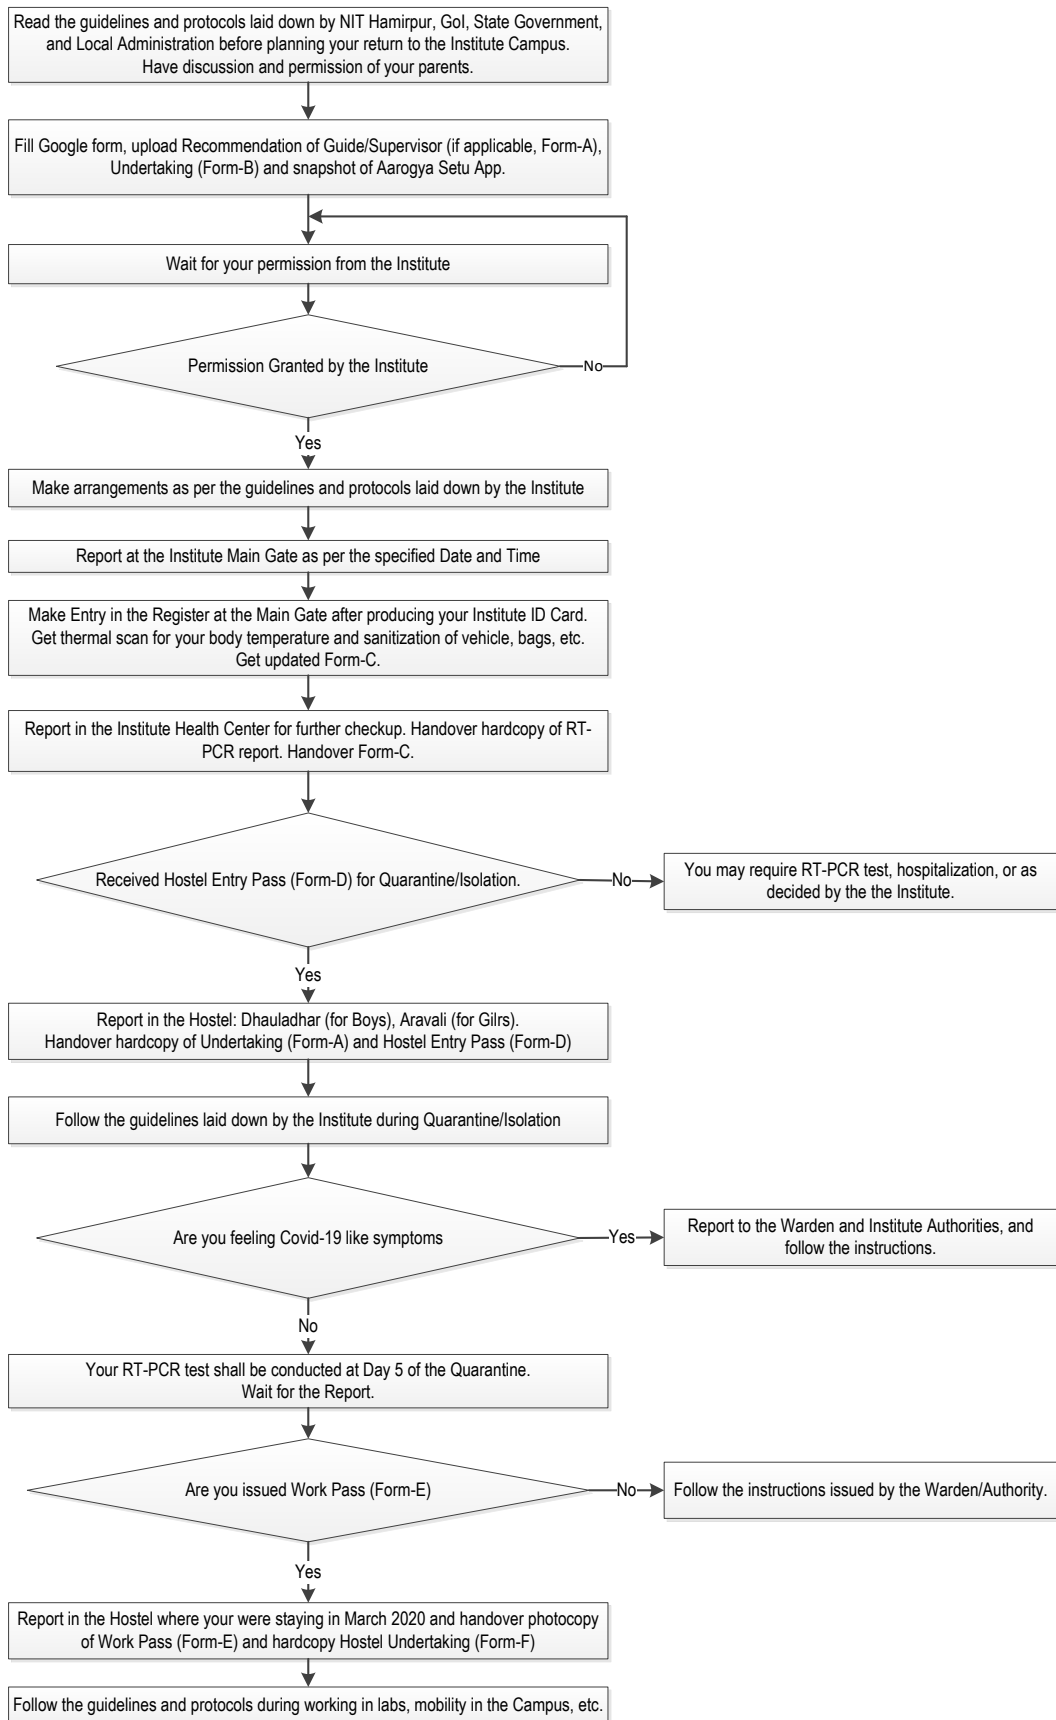 Read the guidelines and protocols laid down by NIT Hamirpur, GoI, State Government,
and Local Administration before planning your return to the Institute Campus.
Have discussion and permission of your parents.
Fill Google form, upload Recommendation of Guide/Supervisor (if applicable, Form-A),
Undertaking (Form-B) and snapshot of Aarogya Setu App.
Wait for your permission from the Institute
Permission Granted by the Institute
No
Yes
Make arrangements as per the guidelines and protocols laid down by the Institute
Report at the Institute Main Gate as per the specified Date and Time
Make Entry in the Register at the Main Gate after producing your Institute ID Card.
Get thermal scan for your body temperature and sanitization of vehicle, bags, etc.
Get updated Form-C.
Report in the Institute Health Center for further checkup. Handover hardcopy of RT-
PCR report. Handover Form-C.
Received Hostel Entry Pass (Form-D) for Quarantine/Isolation.
No
You may require RT-PCR test, hospitalization, or as
decided by the the Institute.
Yes
Report in the Hostel: Dhauladhar (for Boys), Aravali (for Gilrs).
Handover hardcopy of Undertaking (Form-A) and Hostel Entry Pass (Form-D)
Follow the guidelines laid down by the Institute during Quarantine/Isolation
Are you feeling Covid-19 like symptoms
Yes
Report to the Warden and Institute Authorities, and
follow the instructions.
No
Your RT-PCR test shall be conducted at Day 5 of the Quarantine.
Wait for the Report.
Are you issued Work Pass (Form-E)
No
Follow the instructions issued by the Warden/Authority.
Yes
Report in the Hostel where your were staying in March 2020 and handover photocopy
of Work Pass (Form-E) and hardcopy Hostel Undertaking (Form-F)
Follow the guidelines and protocols during working in labs, mobility in the Campus, etc.